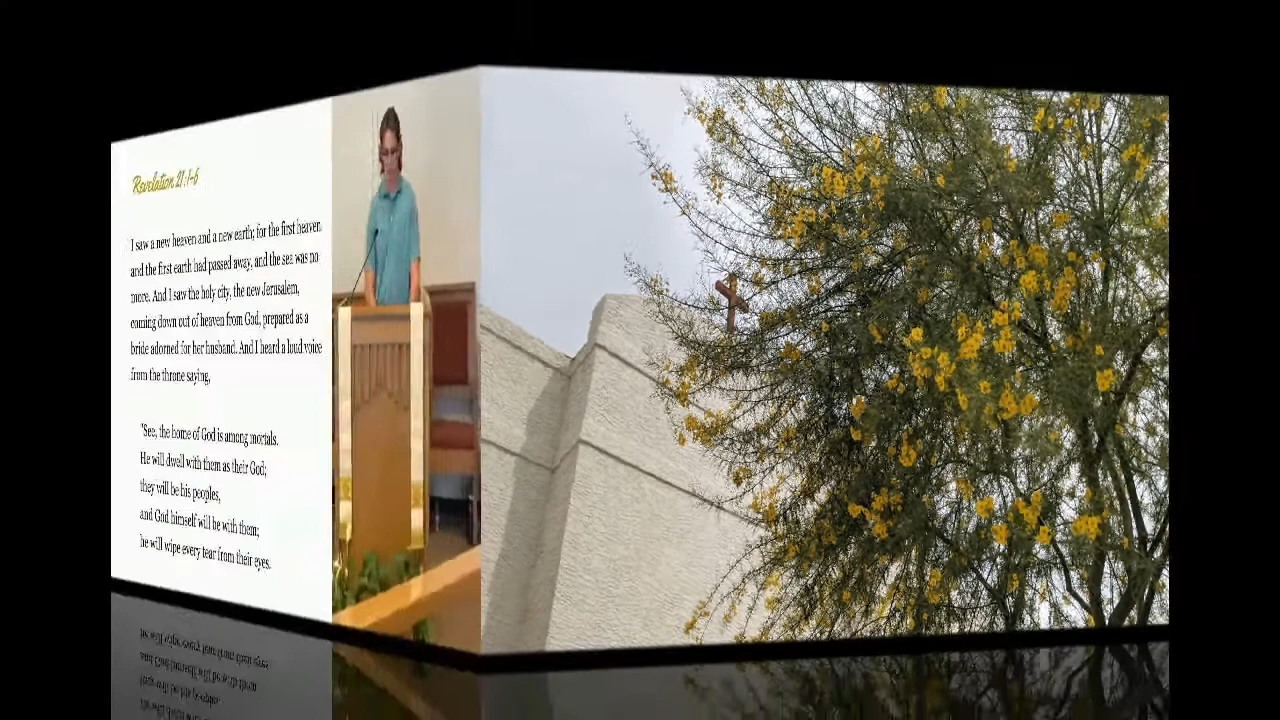 Revelation 21:1-6
I saw a new heaven and a new earth; for the first heaven
and the first earth had passed away, and the sea was no
more. And I saw the holy city, the new Jerusalem,
coming down out of heaven from God, prepared as a
bride adorned for her husband. And I heard a loud voice
from the throne saying,
"See, the home of God is among mortals.
He will dwell with them as their God;
they will be his peoples,
and God himself will be with them;
he will wipe every tear from their eyes.